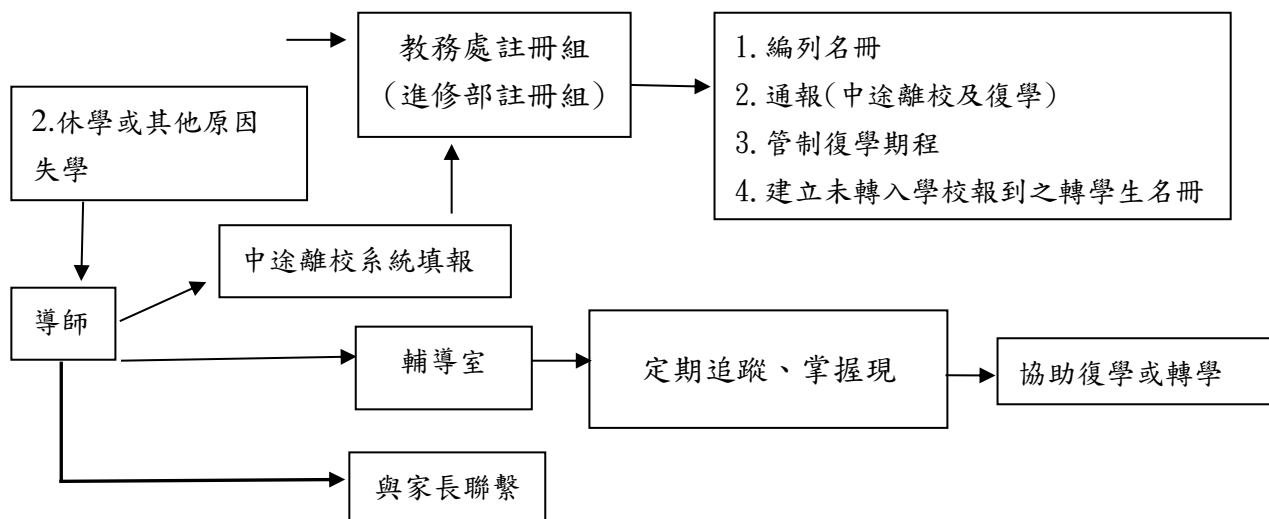 教務處註冊組
(進修部註冊組)
1.編列名冊
2.通報(中途離校及復學)
3.管制復學期程
4.建立未轉入學校報到之轉學生名冊
2.休學或其他原因
失學
中途離校系統填報
導師
輔導室
定期追蹤、掌握現
協助復學或轉學
與家長聯繫